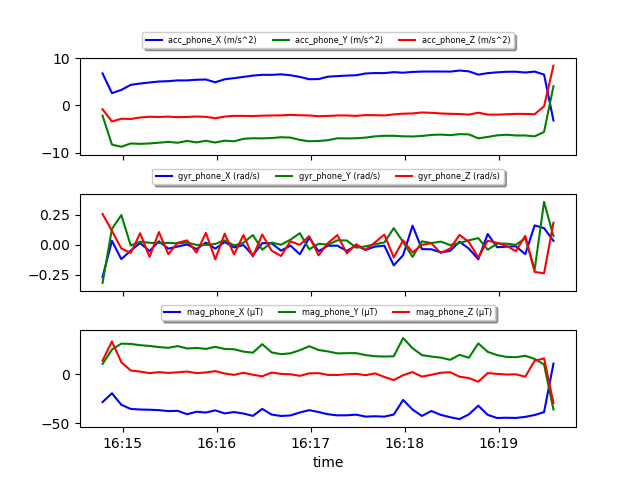 acc_phone_X (m/s^2) acc_phone_Y (m/s^2) acc_phone_Z (m/s^2)
10
0
−10
gyr_phone_X (rad/s) gyr_phone_Y (rad/s) gyr_phone_Z (rad/s)
0.25
0.00
−0.25
mag_phone_X (μT) mag_phone_Y (μT) mag_phone_Z (μT)
0
−50
16:15 16:16 16:17 16:18 16:19
time